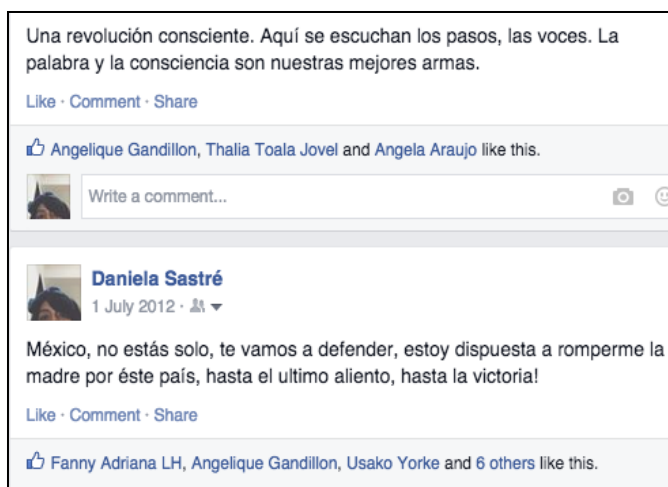 Una revolución consciente. Aquí se escuchan los pasos, las voces. La
palabra y la consciencia son nuestras mejores armas.
Like · Comment · Share
Angelique Gandillon, Thalia Toala Jovel and Angela Araujo like this.
Write a comment...
Daniela Sastré
1 July 2012 ·
México, no estás solo, te vamos a defender, estoy dispuesta a romperme la
madre por éste país, hasta el ultimo aliento, hasta la victoria!
Like · Comment · Share
Fanny Adriana LH, Angelique Gandillon, Usako Yorke and 6 others like this.